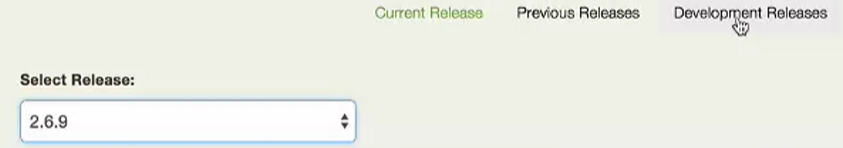 Current Release Previous Releases Development Releases
Select Release:
2.6.9